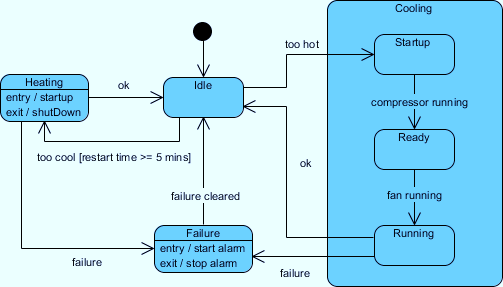 Cooling
too hot
Startup
Heating
entry / startup
exit / shutDown
ok
Idle
compressor running
Ready
too cool [restart time >= 5 mins]
ok
failure cleared
fan running
Failure
entry / start alarm
exit / stop alarm
Running
failure
failure